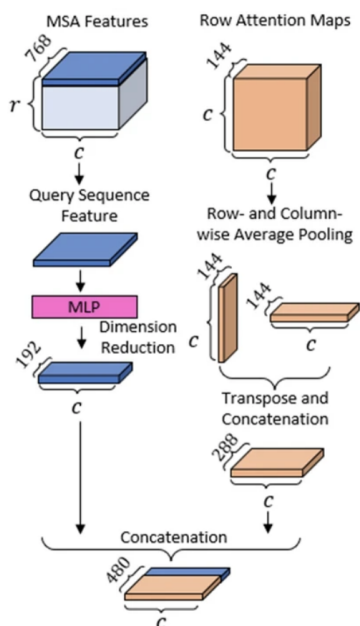 MSA Features
Row Attention Maps
768
r
c
144
c
c
Query Sequence
Feature
Row- and Column-
wise Average Pooling
MLP
Dimension
Reduction
192
c
144
c
144
c
Transpose and
Concatenation
288
c
Concatenation
480
c